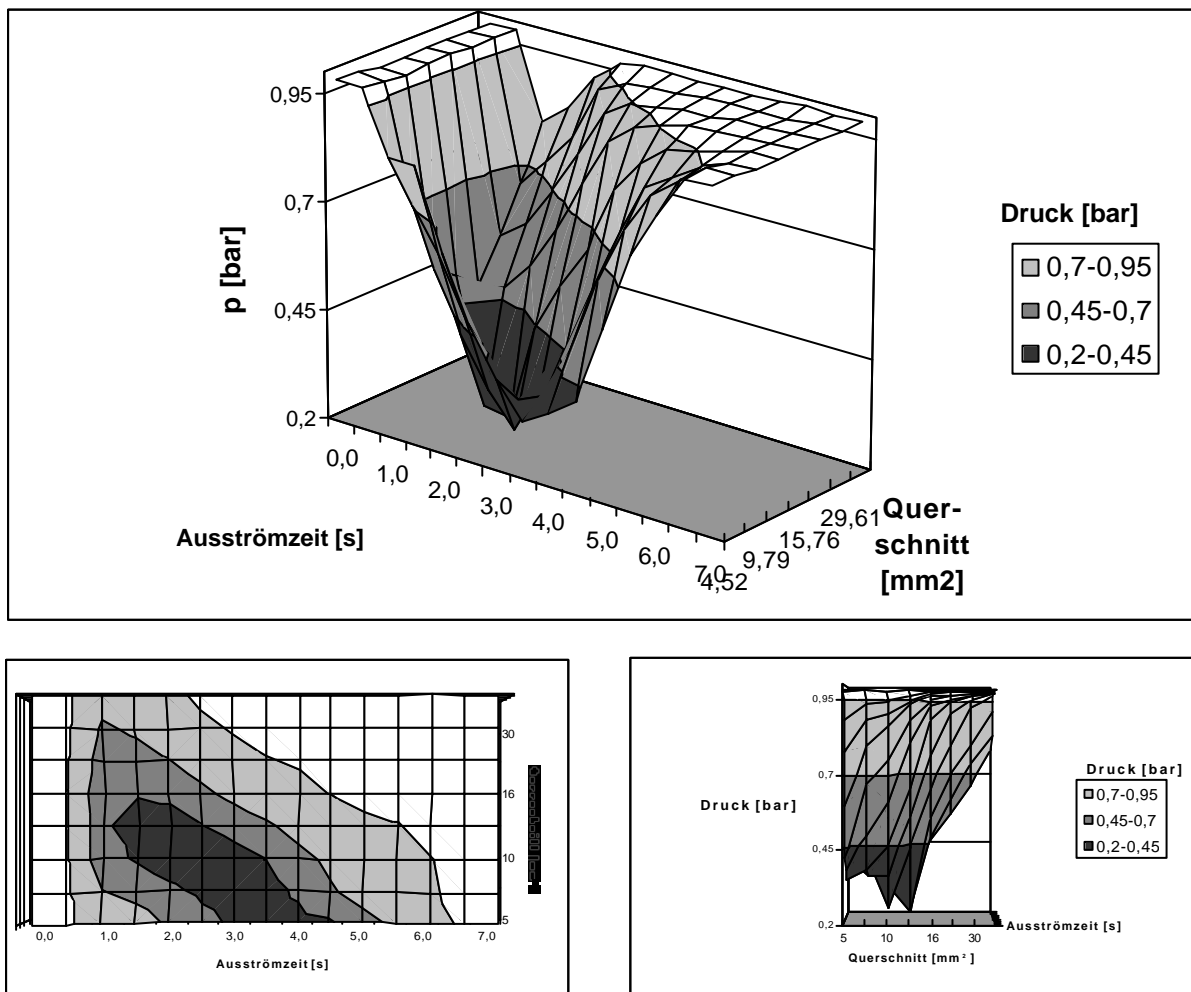 0,95
0,7
0,45
0,2
p [bar]
0,0
1,0
2,0
3,0
4,0
5,0
6,0
7,0
Ausströmzeit [s]
4,52
9,79
15,76
29,61
Quer-
schnitt
[mm2]
Druck [bar]
0,7-0,95
0,45-0,7
0,2-0,45
30
16
10
5
0,0 1,0 2,0 3,0 4,0 5,0 6,0 7,0
Ausströmzeit [s]
0,95
0,7
0,45
0,2
Druck [bar]
5 10 16 30
Querschnitt [mm²]
Ausströmzeit [s]
Druck [bar]
0,7-0,95
0,45-0,7
0,2-0,45